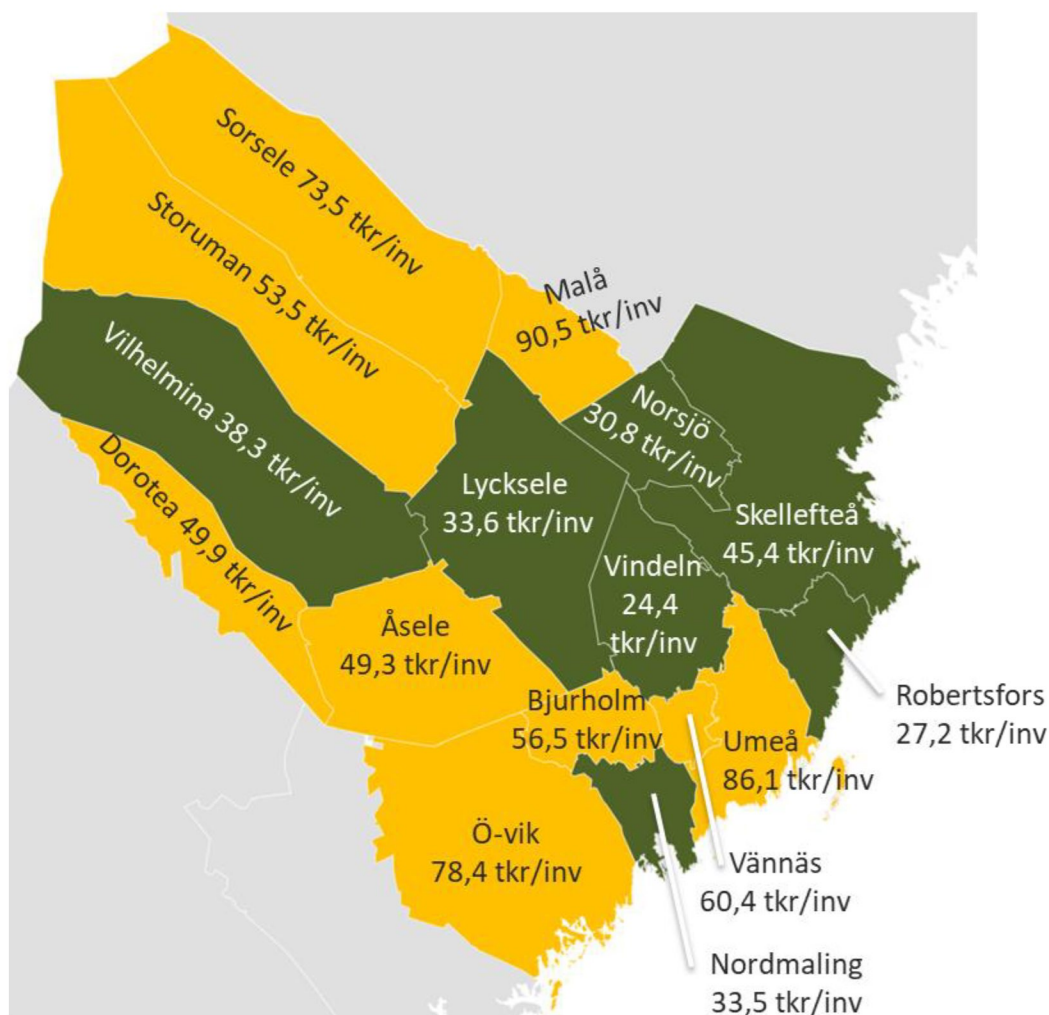 Sorsele 73,5 tkr/inv
Storuman 53,5 tkr/inv
Malå
90,5 tkr/inv
Vilhelmina 38,3 tkr/inv
Norsjö
30,8 tkr/inv
Dorotea 49,9 tkr/inv
Lycksele
33,6 tkr/inv
Skellefteå
45,4 tkr/inv
Vindeln
24,4
tkr/inv
Åsele
49,3 tkr/inv
Robertsfors
27,2 tkr/inv
Bjurholm
56,5 tkr/inv
Umeå
86,1 tkr/inv
Ö-vik
78,4 tkr/inv
Vännäs
60,4 tkr/inv
Nordmaling
33,5 tkr/inv